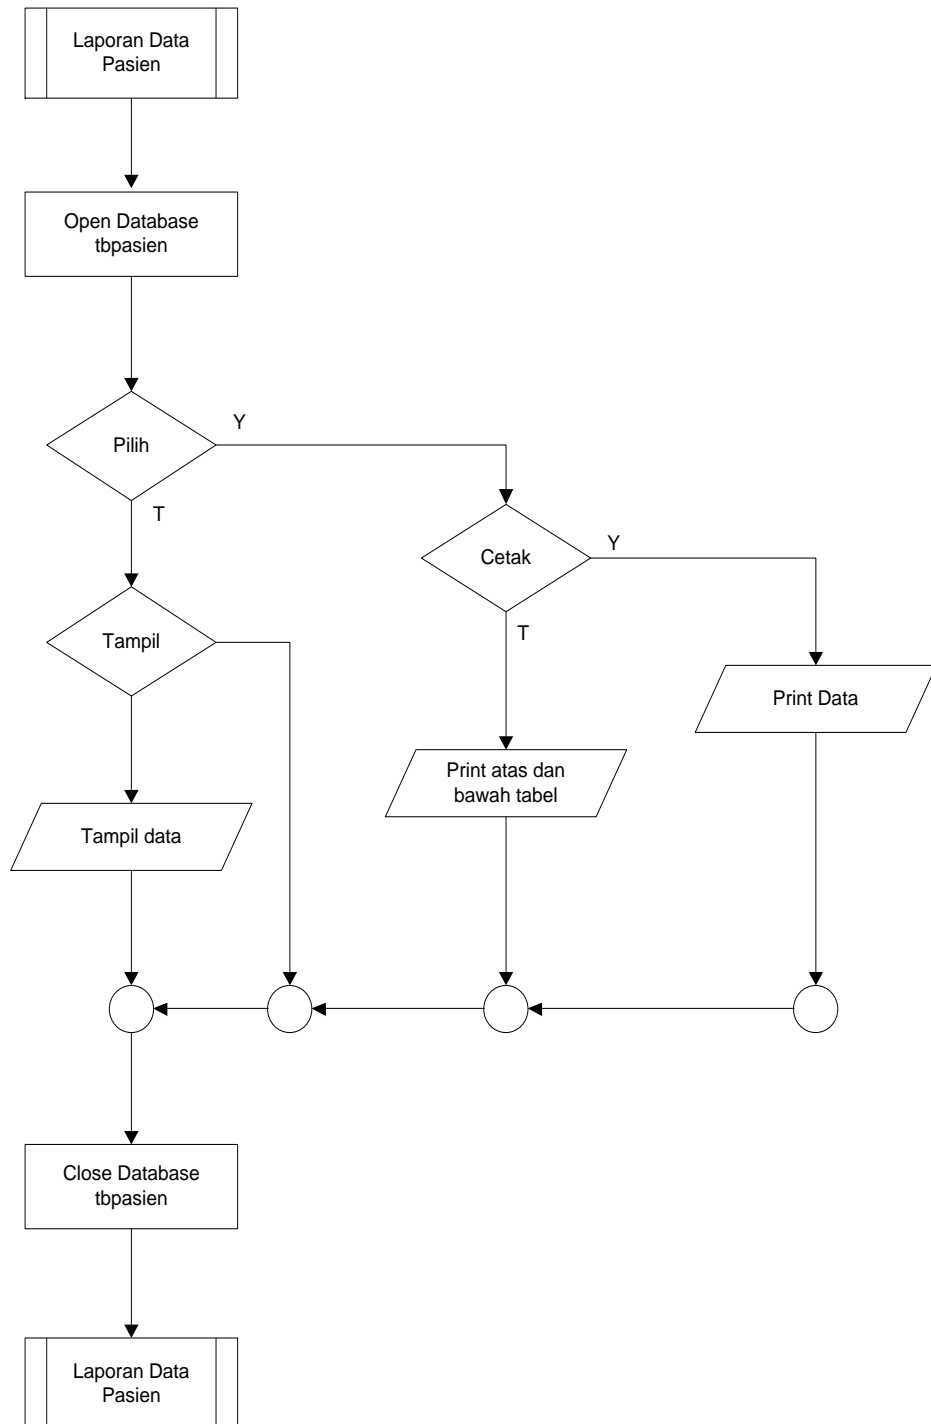 Laporan Data
Pasien
Open Database
tbpasien
Pilih
Y
T
Cetak
Y
T
Tampil
Print Data
Print atas dan
bawah tabel
Tampil data
Close Database
tbpasien
Laporan Data
Pasien